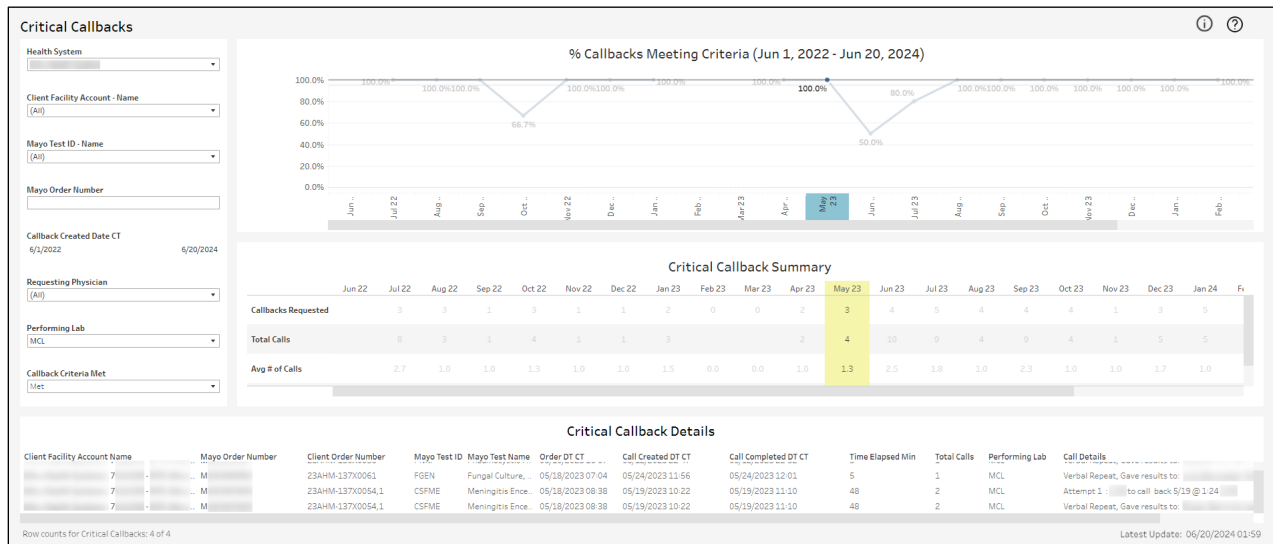 Critical Callbacks
Health System
Client Facility Account - Name
(All)
Mayo Test ID - Name
(All)
Mayo Order Number
Callback Created Date CT
6/1/2022 6/20/2024
Requesting Physician
(All)
Performing Lab
MCL
Callback Criteria Met
Met
% Callbacks Meeting Criteria (Jun 1, 2022 - Jun 20, 2024)
100.0%
80.0%
60.0%
40.0%
20.0%
0.0%
100.0% 100.0% 100.0% 66.7% 100.0% 100.0% 100.0% 100.0% 100.0% 50.0% 80.0% 100.0% 100.0% 100.0% 100.0% 100.0% 100.0% 100.0%
Jun .. Jul 22 Aug .. Sep .. Oct .. Nov 22 Dec .. Jan .. Feb .. Mar 23 Apr .. May 23 Jun .. Jul 23 Aug .. Sep .. Oct .. Nov 23 Dec .. Jan .. Feb ..
Critical Callback Summary
Jun 22 Jul 22 Aug 22 Sep 22 Oct 22 Nov 22 Dec 22 Jan 23 Feb 23 Mar 23 Apr 23 May 23 Jun 23 Jul 23 Aug 23 Sep 23 Oct 23 Nov 23 Dec 23 Jan 24
Callbacks Requested 3 3 1 3 1 1 2 0 0 2 3 4 5 4 4 4 1 3 5
Total Calls 8 3 1 4 1 1 3 2 4 10 9 4 9 4 1 5 5
Avg # of Calls 2.7 1.0 1.0 1.3 1.0 1.0 1.5 0.0 0.0 1.0 1.3 2.5 1.8 1.0 2.3 1.0 1.0 1.7 1.0
Critical Callback Details
Client Facility Account Name Mayo Order Number Client Order Number Mayo Test ID Mayo Test Name Order DT CT Call Created DT CT Call Completed DT CT Time Elapsed Min Total Calls Performing Lab Call Details
7 M 23AHM-137X0061 FGEN Fungal Culture, .. 05/18/2023 07:04 05/24/2023 11:56 05/24/2023 12:01 5 1 MCL Verbal Repeat, Gave results to:
7 - .. M 23AHM-137X0054,1 CSFME Meningitis Ence.. 05/18/2023 08:38 05/19/2023 10:22 05/19/2023 11:10 48 2 MCL Attempt 1 : to call back 5/19 @ 1:24
7 - .. M 23AHM-137X0054,1 CSFME Meningitis Ence.. 05/18/2023 08:38 05/19/2023 10:22 05/19/2023 11:10 48 2 MCL Verbal Repeat, Gave results to:
Row counts for Critical Callbacks: 4 of 4
Latest Update: 06/20/2024 01:59